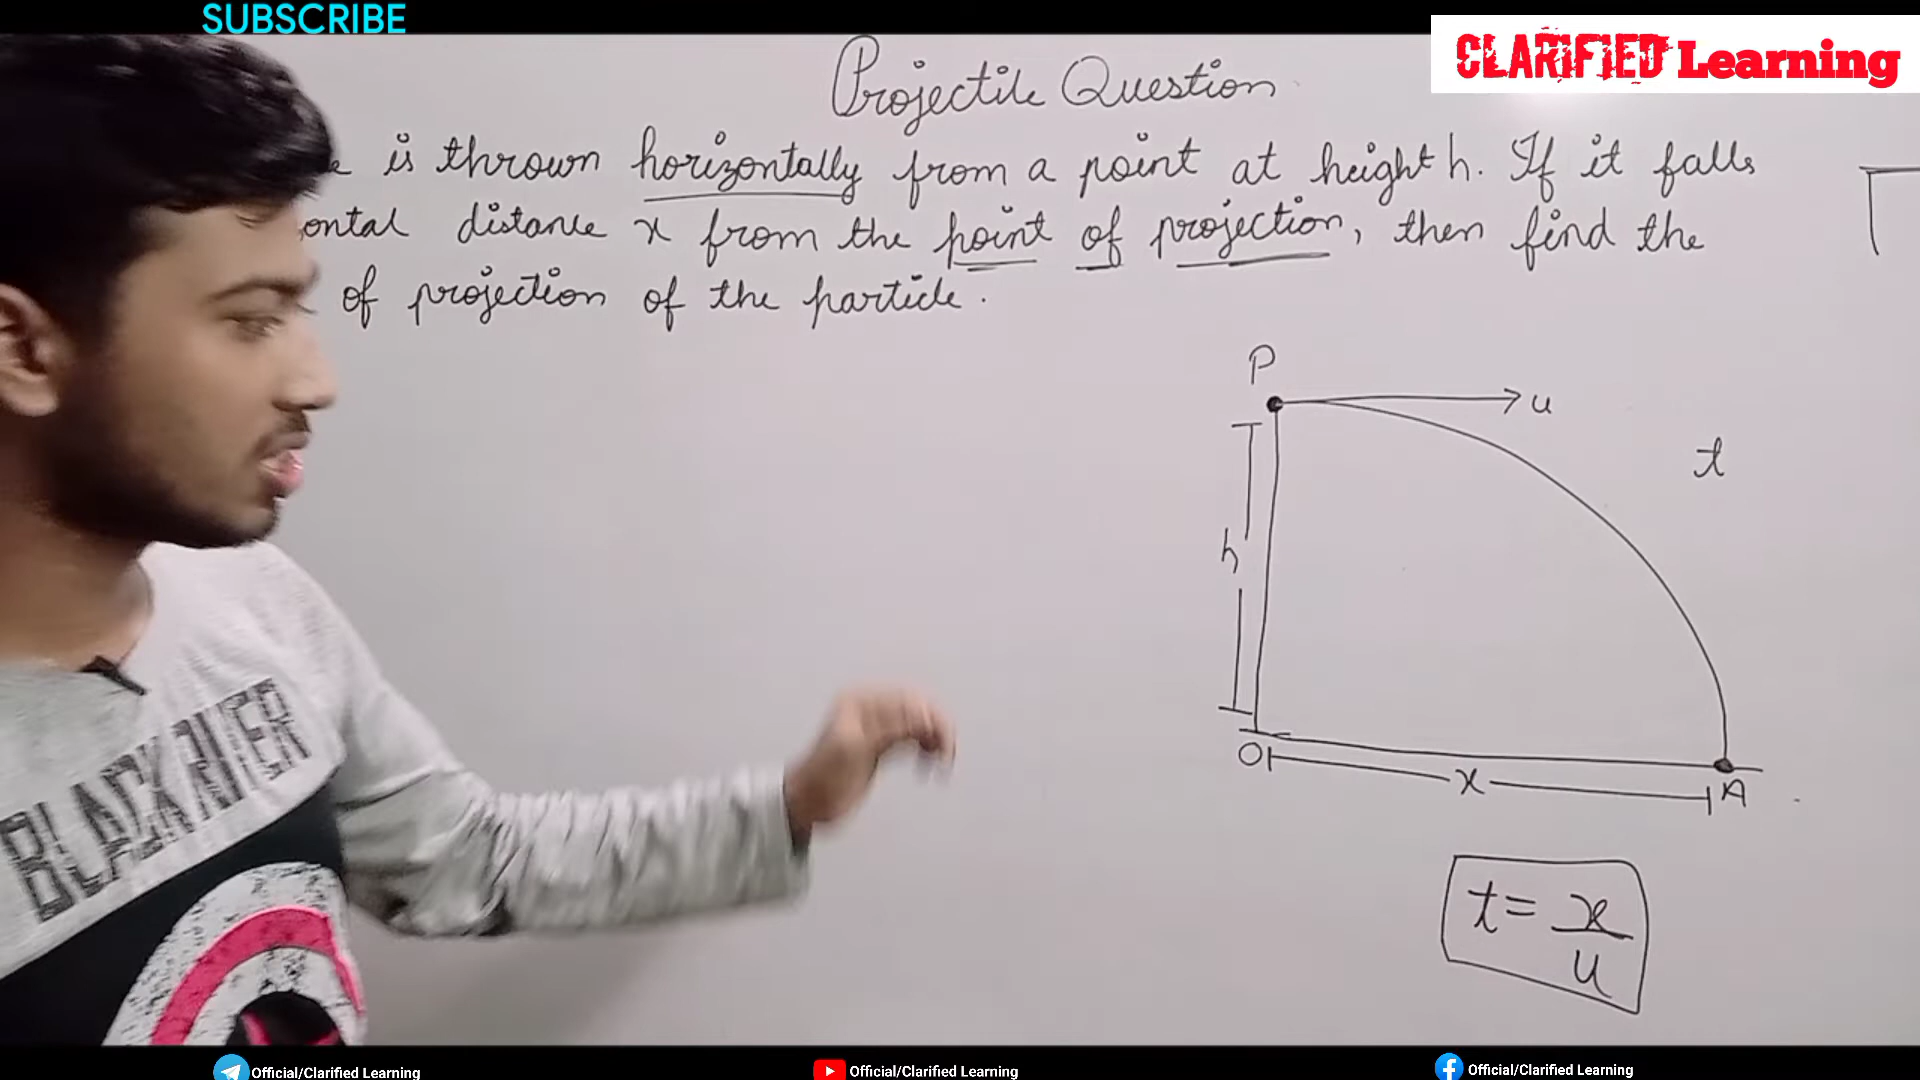 SUBSCRIBE
CLARIFIED Learning
Projectile Question
is thrown horizontally from a point at height h. If it falls
ontal distance x from the point of projection, then find the
of projection of the particle.
P
u
t
h
O
x
A
t = x/u
BLACK RIVER
Official/Clarified Learning
Official/Clarified Learning
Official/Clarified Learning